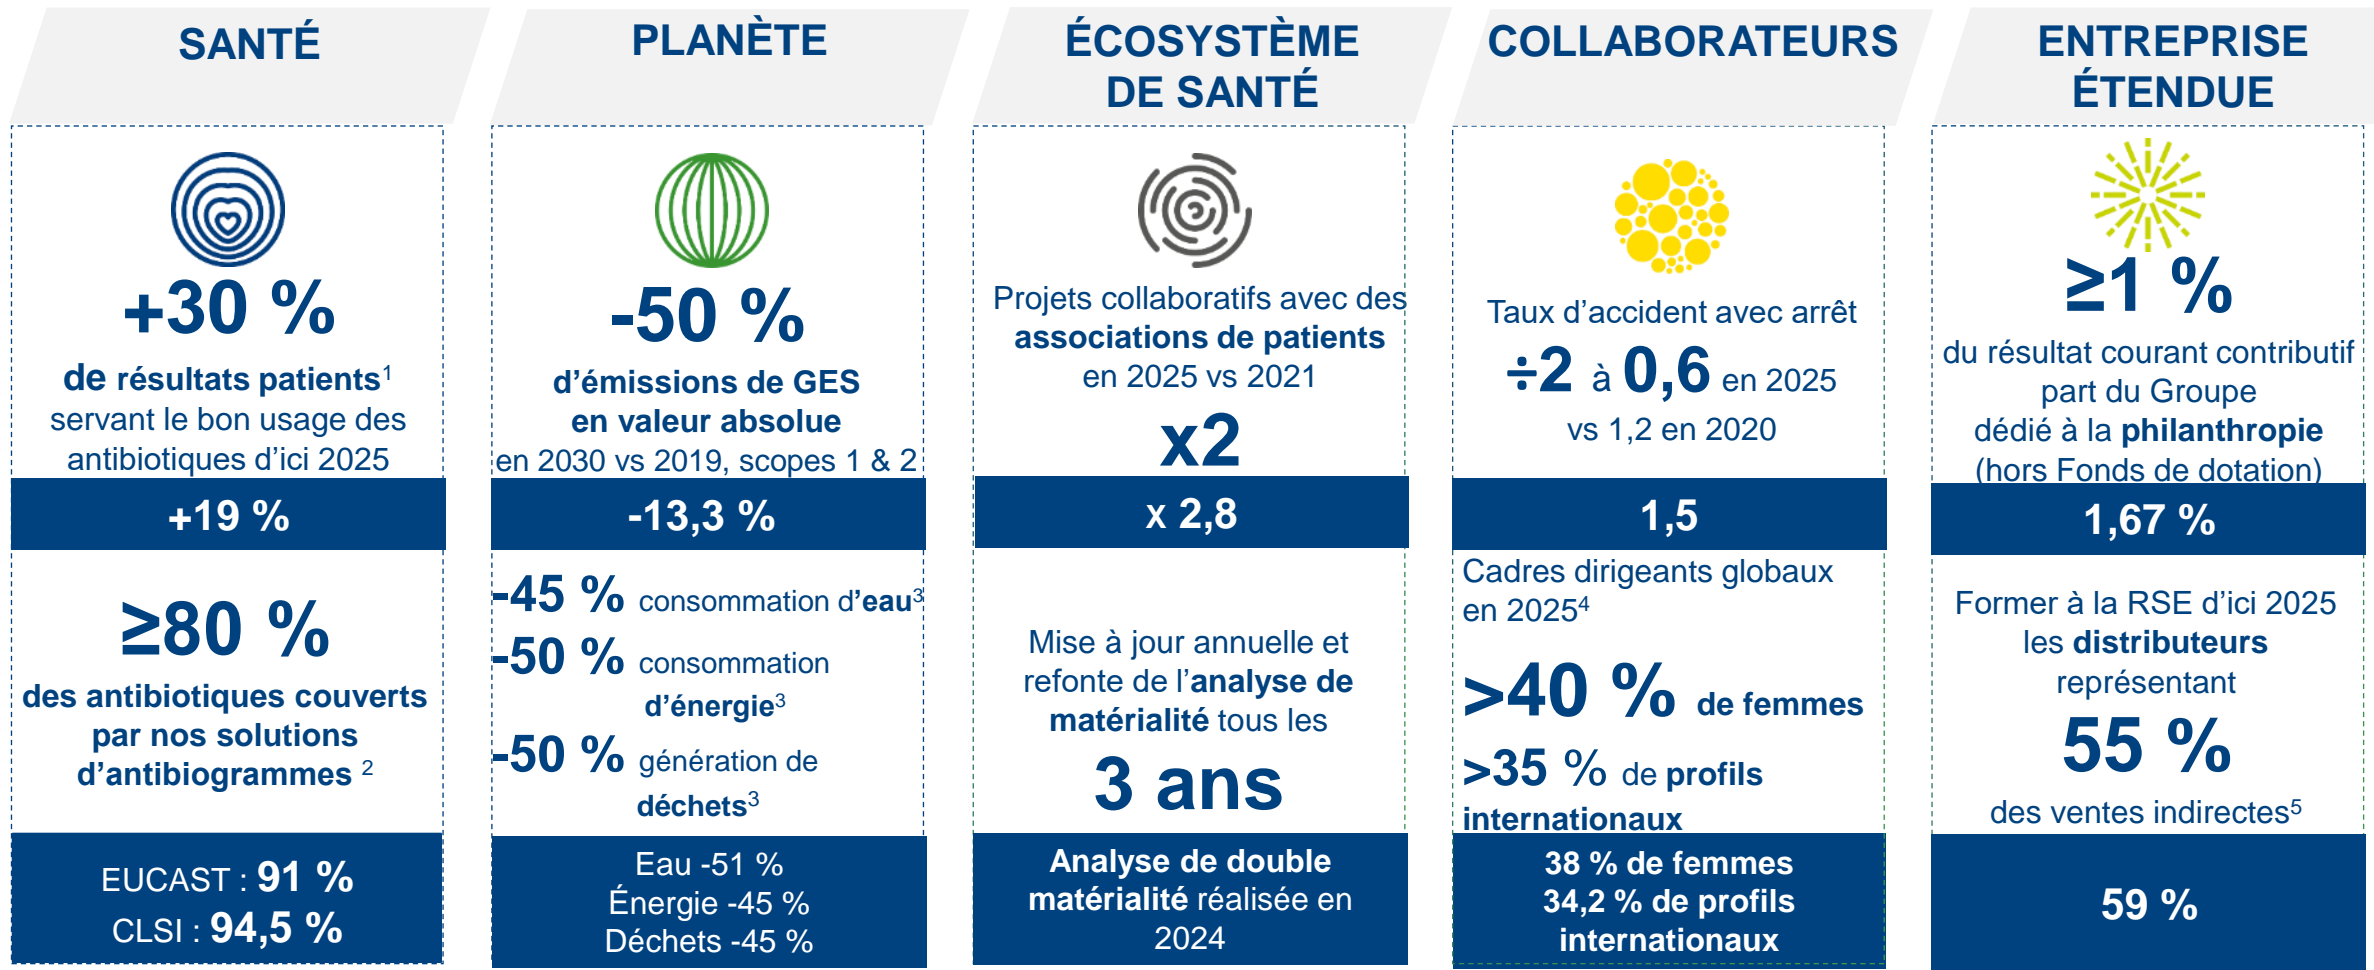 SANTÉ
+30 %
de résultats patients¹
servant le bon usage des
antibiotiques d’ici 2025
+19 %
≥80 %
des antibiotiques couverts
par nos solutions
d’antibiogrammes ²
EUCAST : 91 %
CLSI : 94,5 %
PLANÈTE
-50 %
d’émissions de GES
en valeur absolue
en 2030 vs 2019, scopes 1 & 2
-13,3 %
-45 % consommation d’eau³
-50 % consommation
d’énergie³
-50 % génération de
déchets³
Eau -51 %
Énergie -45 %
Déchets -45 %
ÉCOSYSTÈME
DE SANTÉ
Projets collaboratifs avec des
associations de patients
en 2025 vs 2021
x2
x 2,8
Mise à jour annuelle et
refonte de l’analyse de
matérialité tous les
3 ans
Analyse de double
matérialité réalisée en
2024
COLLABORATEURS
Taux d’accident avec arrêt
÷2 à 0,6 en 2025
vs 1,2 en 2020
1,5
Cadres dirigeants globaux
en 2025⁴
>40 % de femmes
>35 % de profils
internationaux
38 % de femmes
34,2 % de profils
internationaux
ENTREPRISE
ÉTENDUE
≥1 %
du résultat courant contributif
part du Groupe
dédié à la philanthropie
(hors Fonds de dotation)
1,67 %
Former à la RSE d’ici 2025
les distributeurs
représentant
55 %
des ventes indirectes⁵
59 %